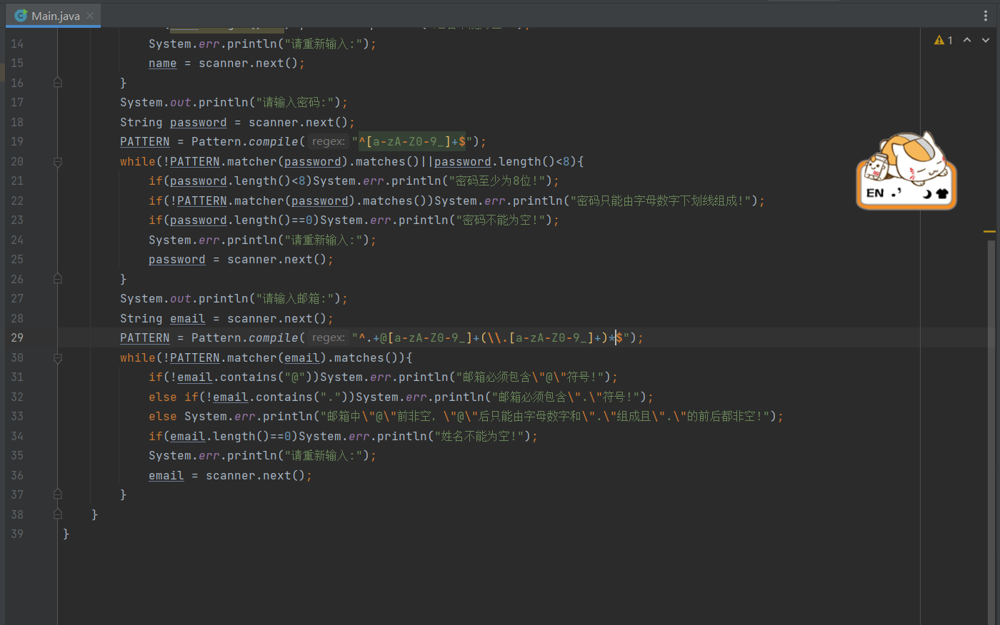 Main.java
1
14 System.err.println("请重新输入:");
15 name = scanner.next();
16 }
17 System.out.println("请输入密码:");
18 String password = scanner.next();
19 PATTERN = Pattern.compile( regex: "^[a-zA-Z0-9_]+$");
20 while(!PATTERN.matcher(password).matches()||password.length()<8){
21 if(password.length()<8)System.err.println("密码至少为8位!");
22 if(!PATTERN.matcher(password).matches())System.err.println("密码只能由字母数字下划线组成!");
23 if(password.length()==0)System.err.println("密码不能为空!");
24 System.err.println("请重新输入:");
25 password = scanner.next();
26 }
27 System.out.println("请输入邮箱:");
28 String email = scanner.next();
29 PATTERN = Pattern.compile( regex: "^.+@[a-zA-Z0-9_]+(\\.[a-zA-Z0-9_]+)*$");
30 while(!PATTERN.matcher(email).matches()){
31 if(!email.contains("@"))System.err.println("邮箱必须包含\"@\"符号!");
32 else if(!email.contains("."))System.err.println("邮箱必须包含\".\"符号!");
33 else System.err.println("邮箱中\"@\"前非空，\"@\"后只能由字母数字和\".\"组成且\".\"的前后都非空!");
34 if(email.length()==0)System.err.println("姓名不能为空!");
35 System.err.println("请重新输入:");
36 email = scanner.next();
37 }
38 }
39 }
EN